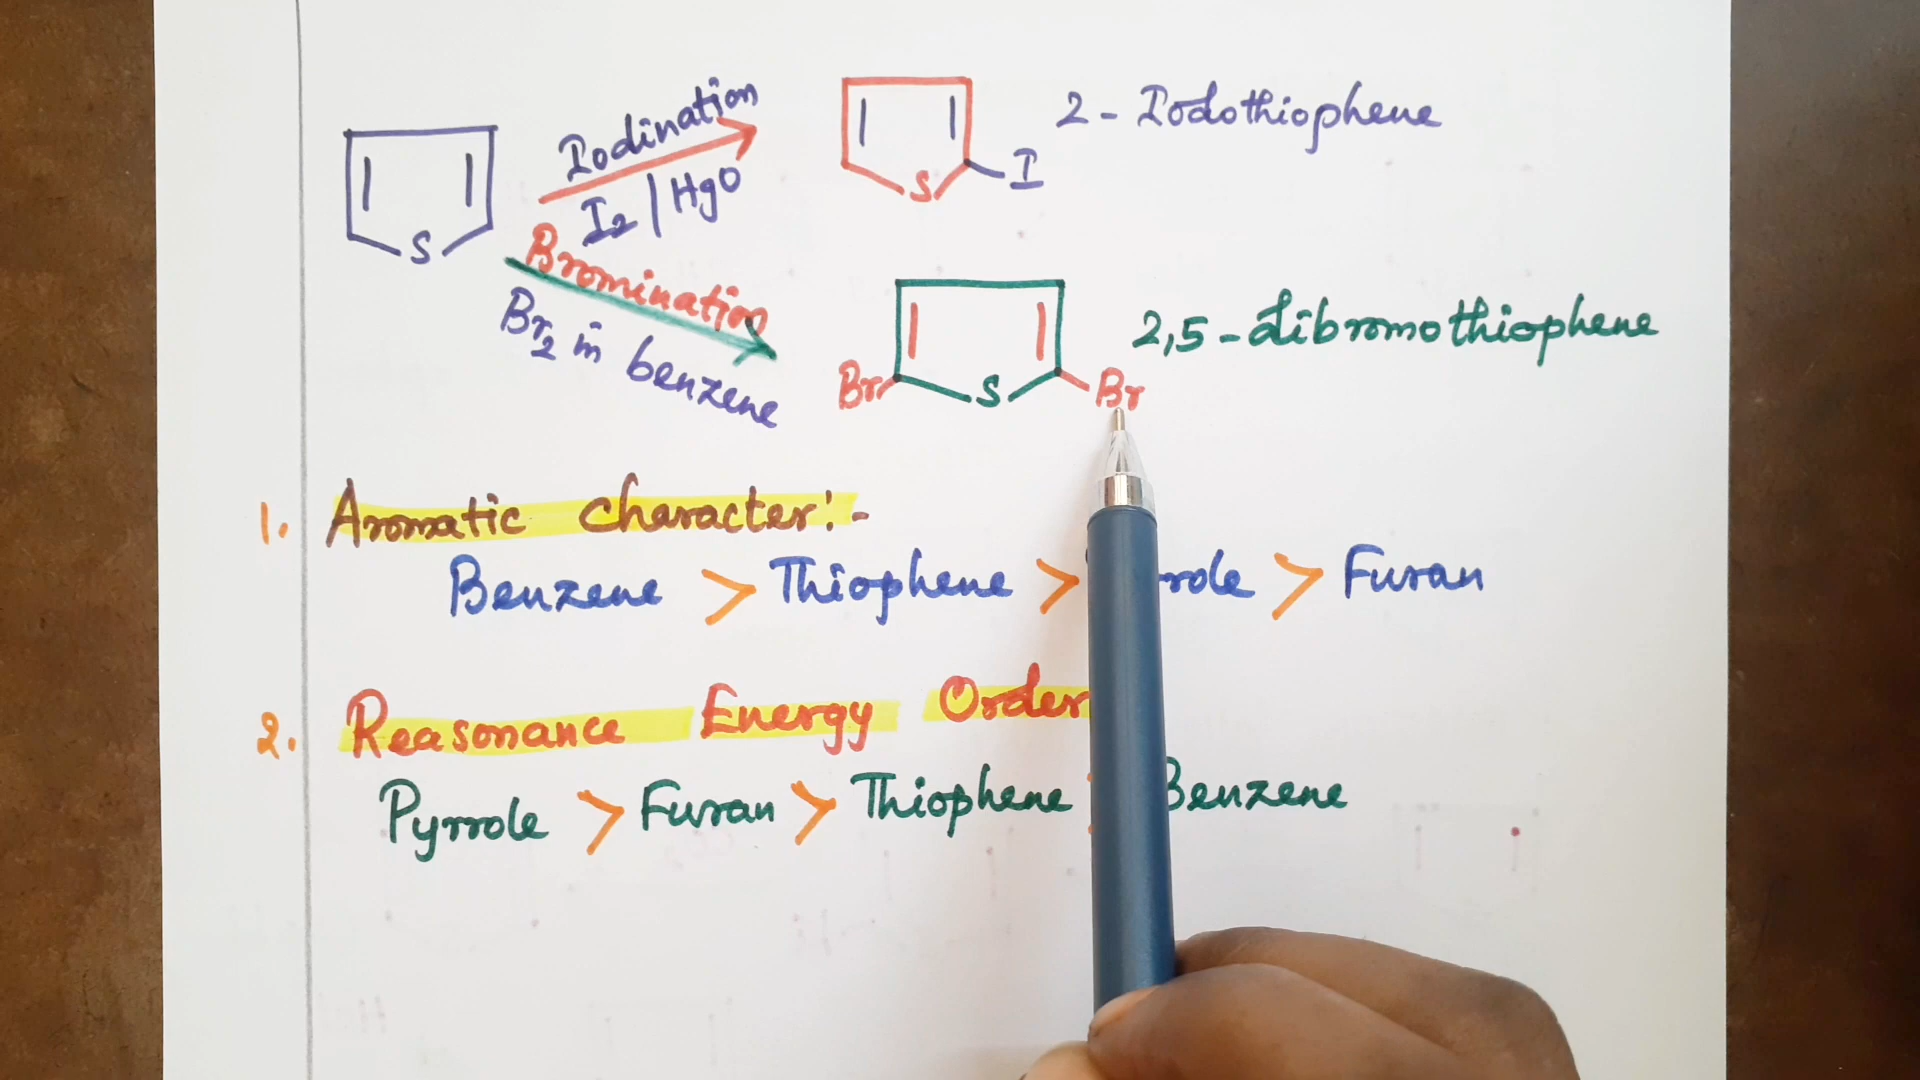 Iodination
I2 | HgO
S
S
I
2 - Iodothiophene
Bromination
Br2 in benzene
Br
S
Br
2,5-dibromothiophene
1. Aromatic character:-
Benzene > Thiophene > role > Furan
2. Reasonance Energy Order
Pyrrole > Furan > Thiophene Benzene